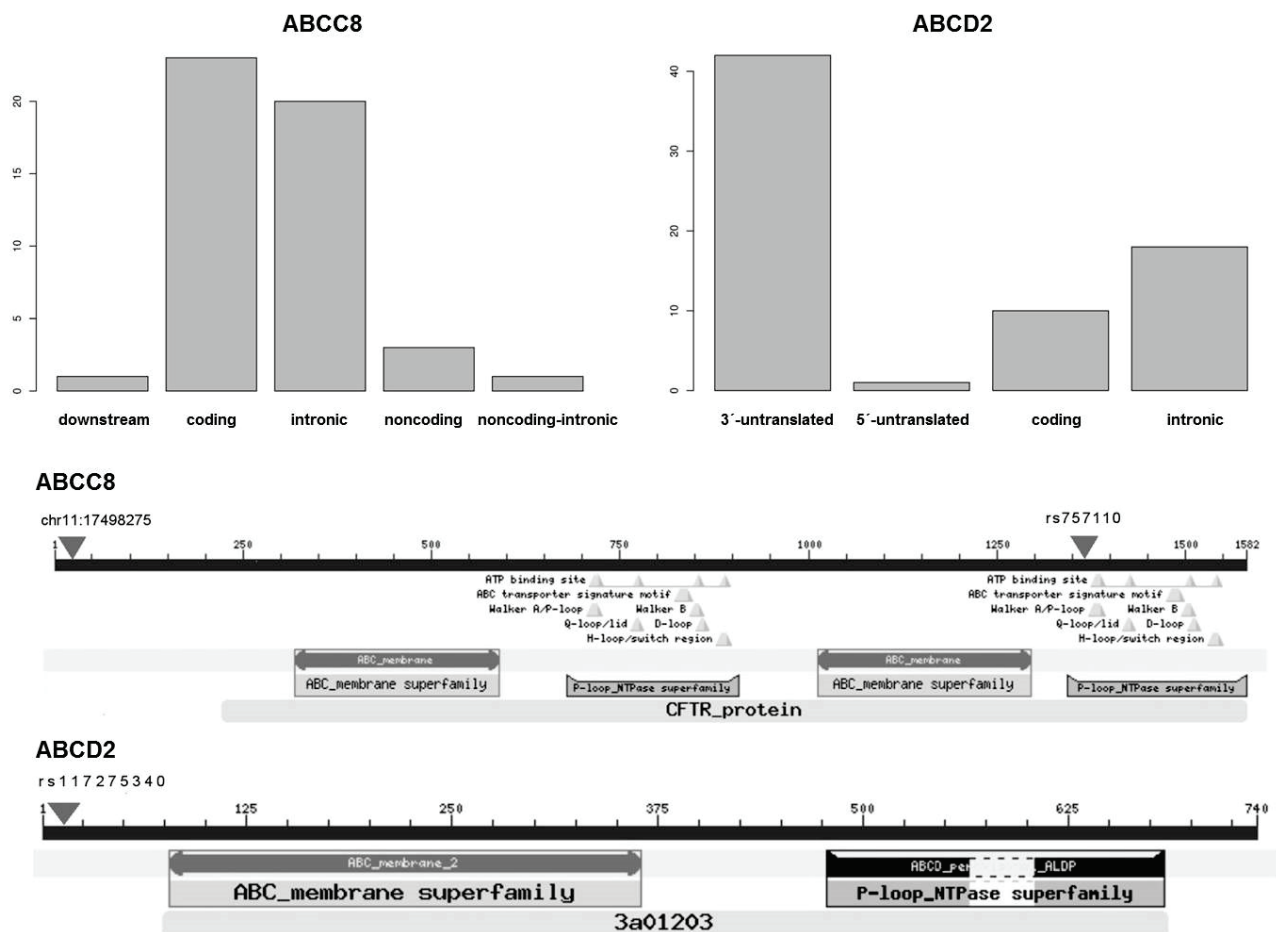 ABCC8
ABCD2
20
15
10
5
0
40
30
20
10
0
downstream coding intronic noncoding noncoding-intronic
3´-untranslated 5´-untranslated coding intronic
ABCC8
chr11:17498275 rs757110
1 250 500 750 1000 1250 1500 1582
ATP binding site ATP binding site
ABC transporter signature motif ABC transporter signature motif
Walker A/P-loop Walker B Walker A/P-loop Walker B
Q-loop/lid D-loop Q-loop/lid D-loop
H-loop/switch region H-loop/switch region
ABC_membrane ABC_membrane
ABC_membrane superfamily P-loop_NTPase superfamily ABC_membrane superfamily P-loop_NTPase superfamily
CFTR_protein
ABCD2
rs117275340
1 125 250 375 500 625 740
ABC_membrane_2 ABCD_pe ALDP
ABC_membrane superfamily P-loop_NTPase superfamily
3a01203